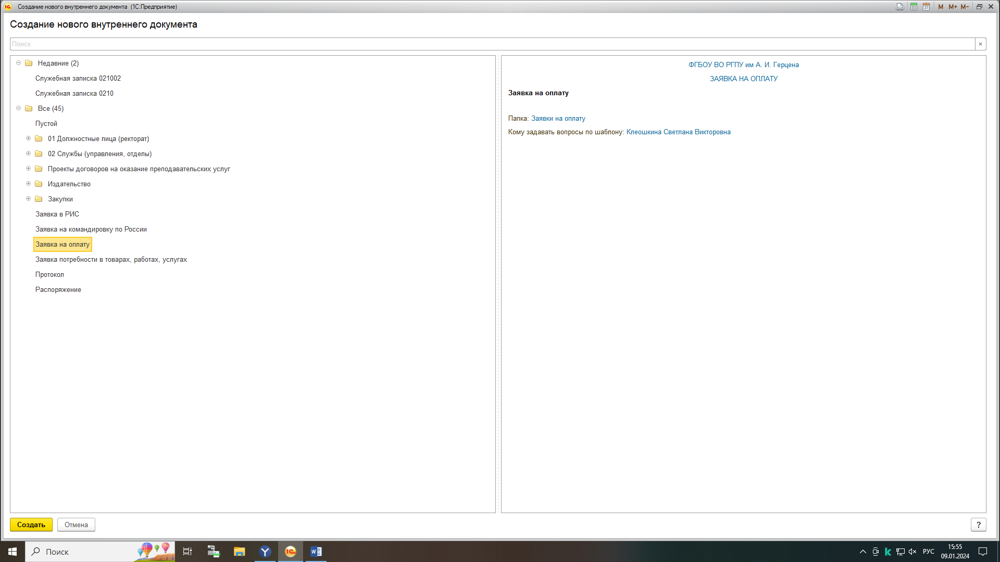 Создание нового внутреннего документа (1С:Предприятие)
31
M M+ M-
Создание нового внутреннего документа
Поиск
Недавние (2)
Служебная записка 021002
Служебная записка 0210
Все (45)
Пустой
01 Должностные лица (ректорат)
02 Службы (управления, отделы)
Проекты договоров на оказание преподавательских услуг
Издательство
Закупки
Заявка в РИС
Заявка на командировку по России
Заявка на оплату
Заявка потребности в товарах, работах, услугах
Протокол
Распоряжение
ФГБОУ ВО РГПУ им А. И. Герцена
ЗАЯВКА НА ОПЛАТУ
Заявка на оплату
Папка: Заявки на оплату
Кому задавать вопросы по шаблону: Клеошкина Светлана Викторовна
Создать
Отмена
?
Поиск
РУС
15:55
09.01.2024